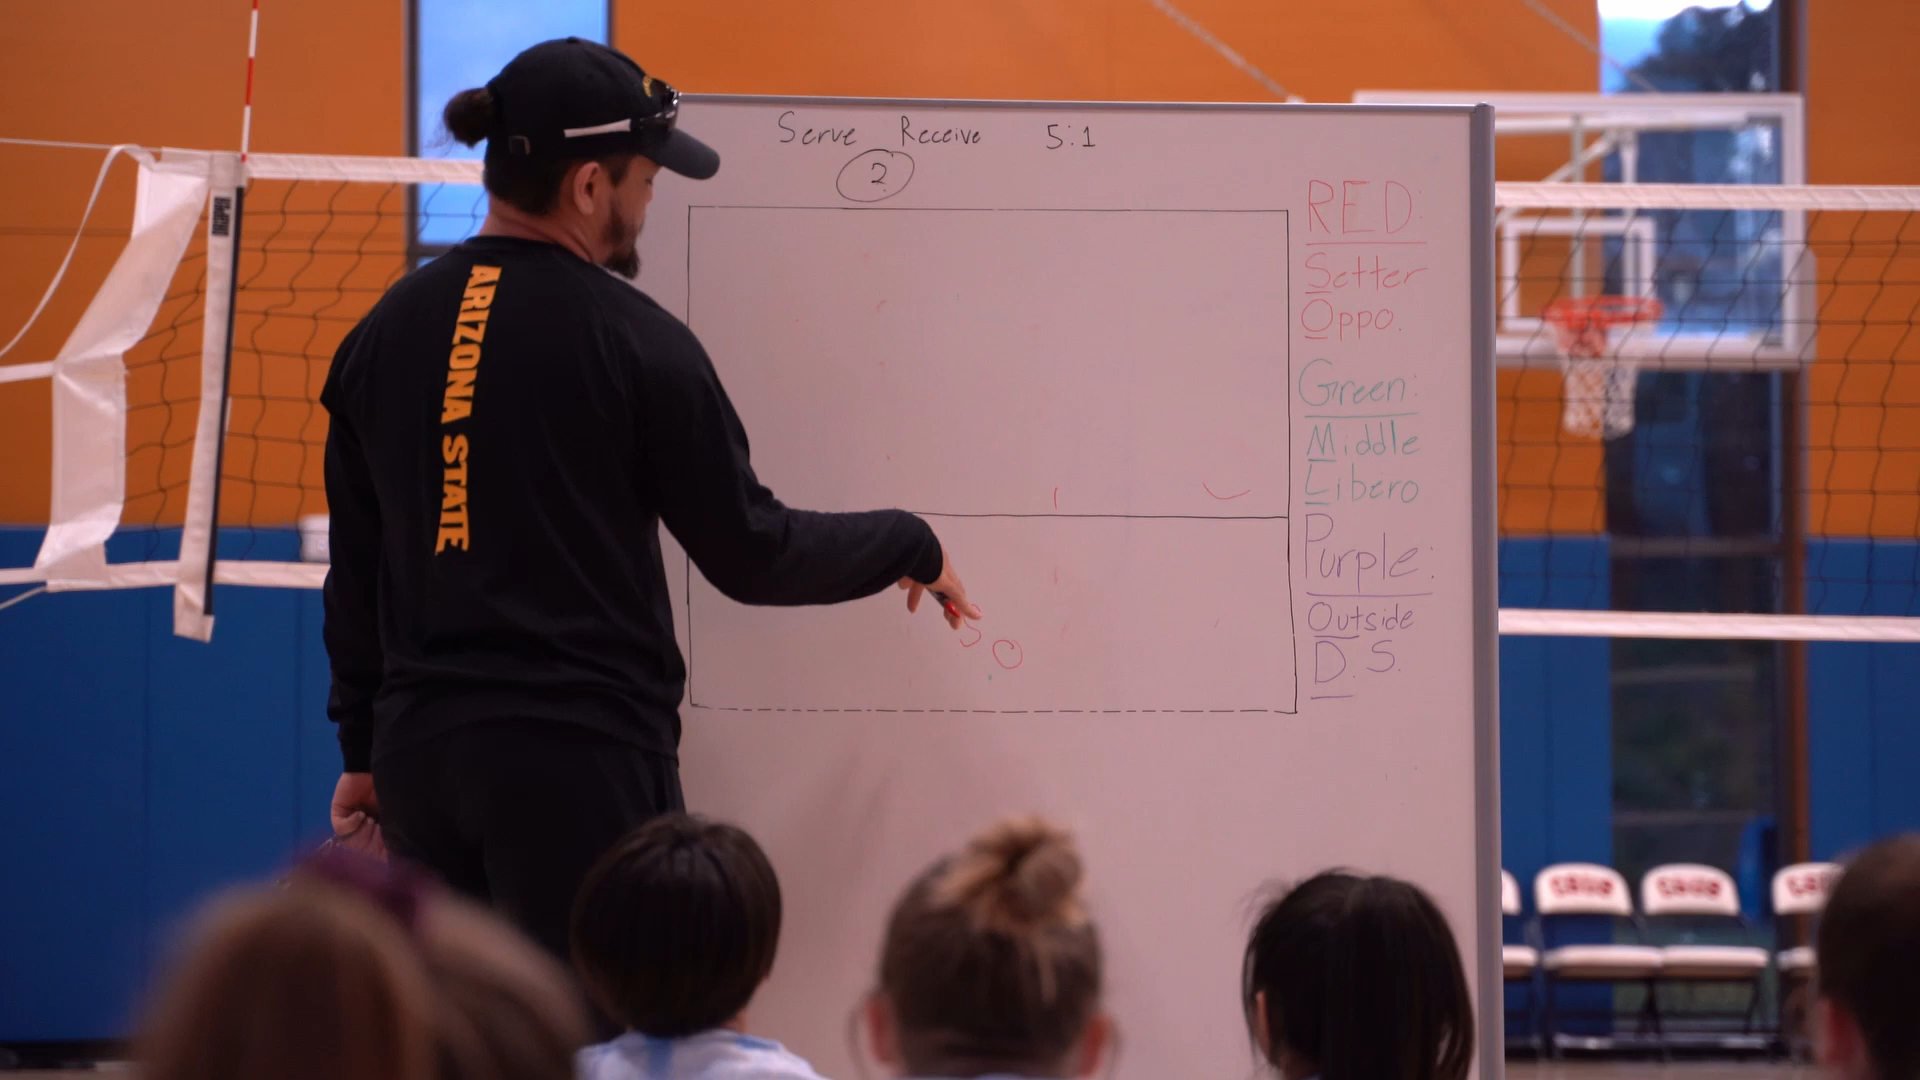 Serve Receive 5:1
2
RED:
Setter
Oppo.
Green:
Middle
Libero
Purple:
Outside
D.S.
S O
ARIZONA STATE